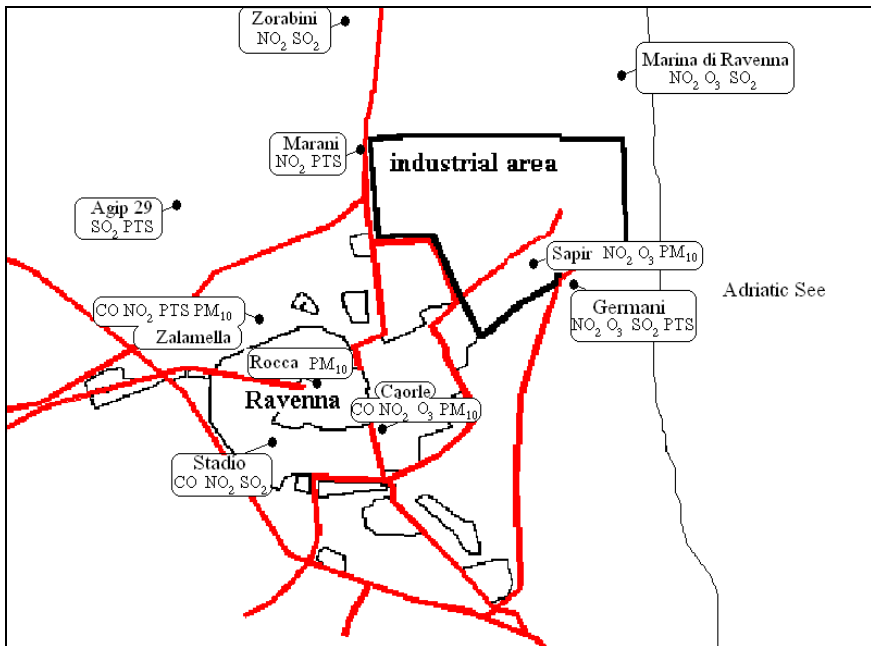 Zorabini
NO₂ SO₂
Marina di Ravenna
NO₂ O₃ SO₂
Marani
NO₂ PTS
industrial area
Agip 29
SO₂ PTS
Sapir NO₂ O₃ PM₁₀
Adriatic See
Germani
NO₂ O₃ SO₂ PTS
CO NO₂ PTS PM₁₀
Zalamella
Rocca PM₁₀
Ravenna
Caorle
CO NO₂ O₃ PM₁₀
Stadio
CO NO₂ SO₂